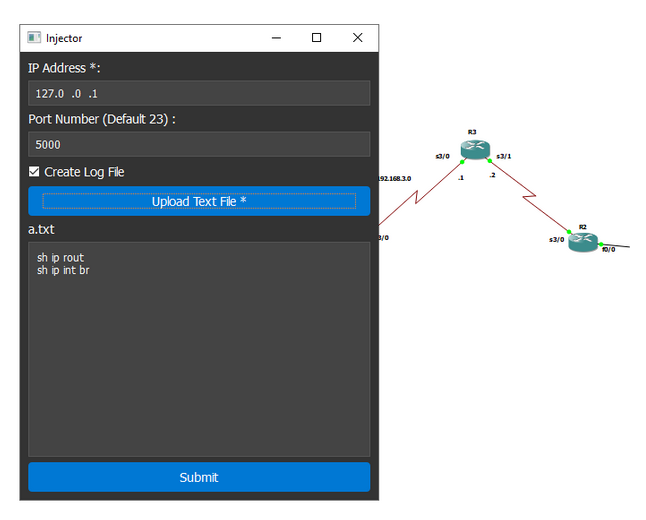 Injector
IP Address *:
127.0 .0 .1
Port Number (Default 23) :
5000
Create Log File
Upload Text File *
a.txt
sh ip rout
sh ip int br
Submit
R3
s3/0
s3/1
192.168.3.0
.1
.2
3/0
R2
s3/0
f0/0